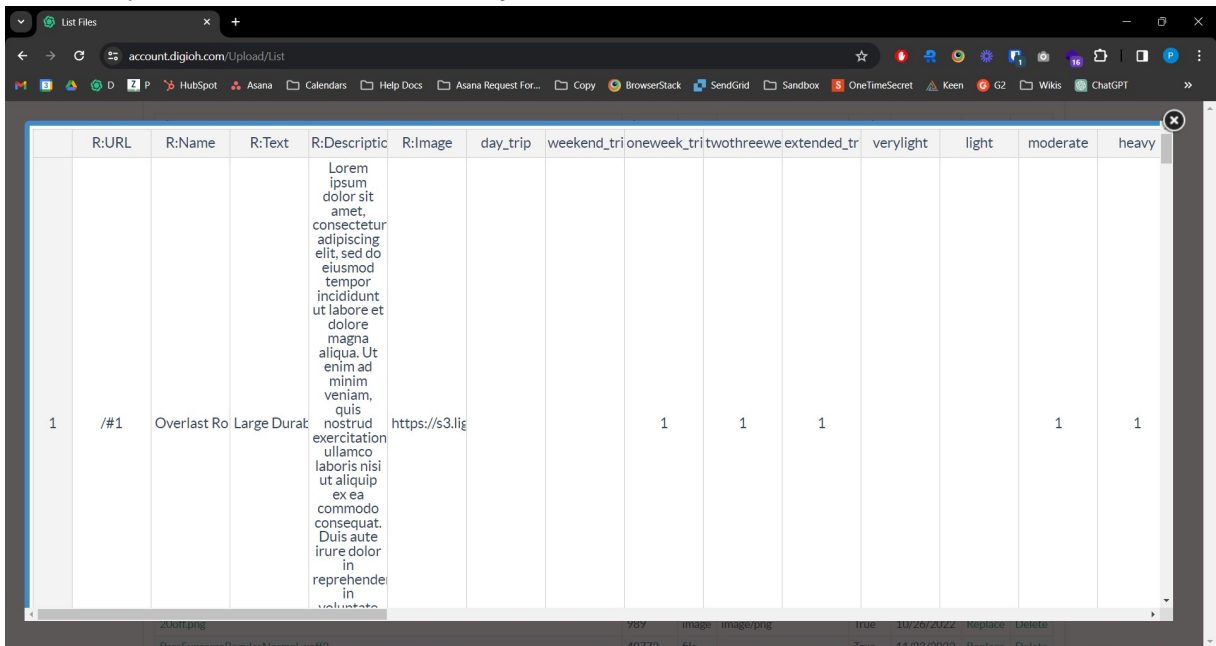 List Files
account.digioh.com/Upload/List
16
P
D
P
HubSpot
Asana
Calendars
Help Docs
Asana Request For...
Copy
BrowserStack
SendGrid
Sandbox
OneTimeSecret
Keen
G2
Wikis
ChatGPT
»
R:URL R:Name R:Text R:Descriptic R:Image day_trip weekend_tri oneweek_tri twothreewe extended_tr verylight light moderate heavy
Lorem
ipsum
dolor sit
amet,
consectetur
adipiscing
elit, sed do
eiusmod
tempor
incididunt
ut labore et
dolore
magna
aliqua. Ut
enim ad
minim
veniam,
quis
1 /#1 Overlast Ro Large Durab nostrud https://s3.lig 1 1 1 1 1
exercitation
ullamco
laboris nisi
ut aliquip
ex ea
commodo
consequat.
Duis aute
irure dolor
in
reprehende
in
voluptate
20off.png 989 image image/png True 10/26/2022 Replace Delete